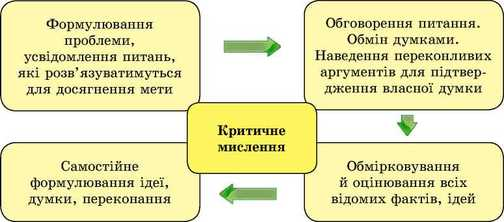 Формулювання
проблеми,
усвідомлення питань,
які розв'язуватимуться
для досягнення мети
Обговорення питання.
Обмін думками.
Наведення переконливих
аргументів для підтвер-
дження власної думки
Критичне
мислення
Самостійне
формулювання ідеї,
думки, переконання
Обмірковування
й оцінювання всіх
відомих фактів, ідей